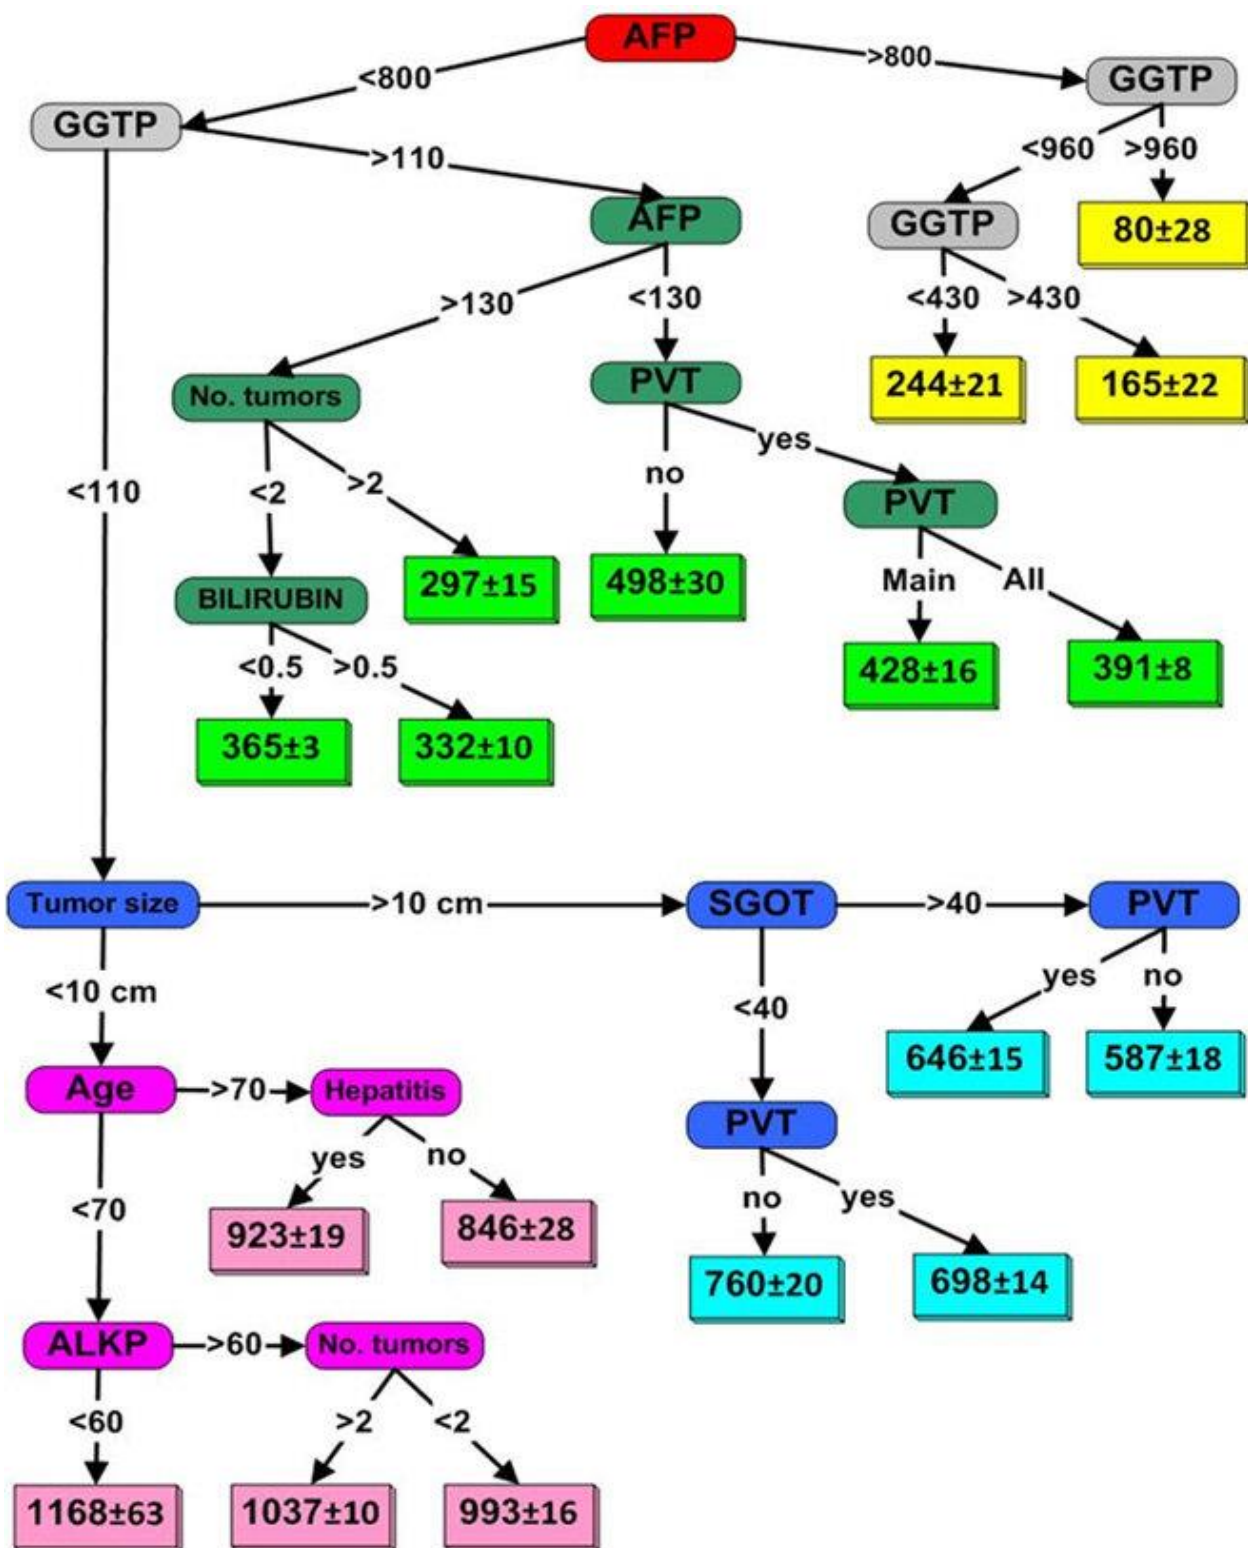 AFP
<800
>800
GGTP
GGTP
>110
<960
>960
AFP
GGTP
80±28
>130
<130
<430
>430
No. tumors
PVT
244±21
165±22
yes
no
<110
<2
>2
PVT
BILIRUBIN
297±15
498±30
Main
All
<0.5
>0.5
428±16
391±8
365±3
332±10
Tumor size
>10 cm
SGOT
>40
PVT
<10 cm
yes
no
<40
646±15
587±18
Age
>70
Hepatitis
PVT
yes
no
<70
no
yes
923±19
846±28
760±20
698±14
ALKP
>60
No. tumors
<60
>2
<2
1168±63
1037±10
993±16